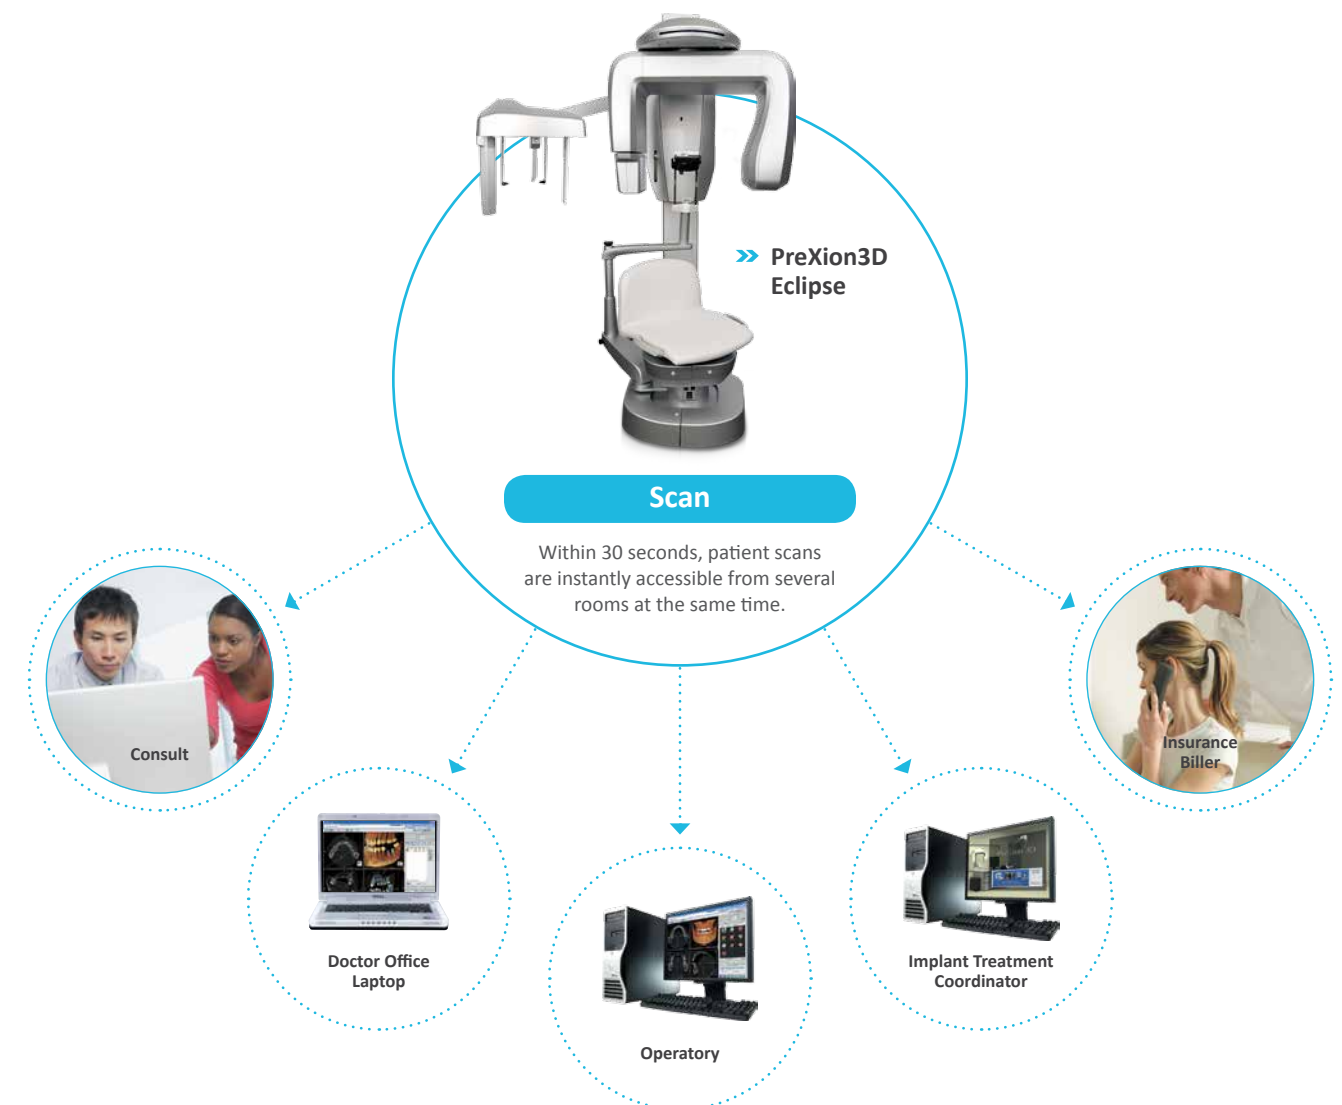 PreXion3D
Eclipse
Scan
Within 30 seconds, patient scans
are instantly accessible from several
rooms at the same time.
Consult
Insurance
Biller
Doctor Office
Laptop
Implant Treatment
Coordinator
Operatory